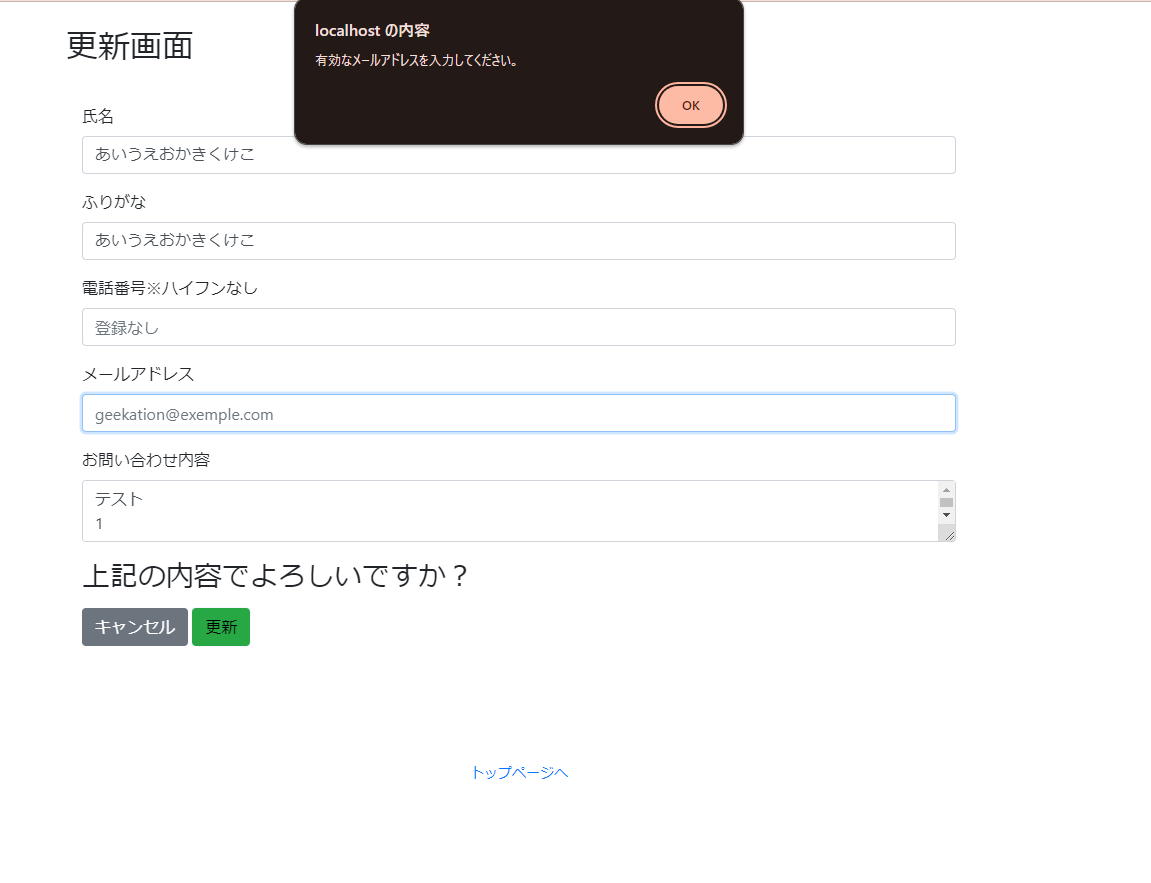 localhost の内容
有効なメールアドレスを入力してください。
OK
更新画面
氏名
あいうえおかきくけこ
ふりがな
あいうえおかきくけこ
電話番号※ハイフンなし
登録なし
メールアドレス
geekation@exemple.com
お問い合わせ内容
テスト
1
上記の内容でよろしいですか？
キャンセル 更新
トップページへ